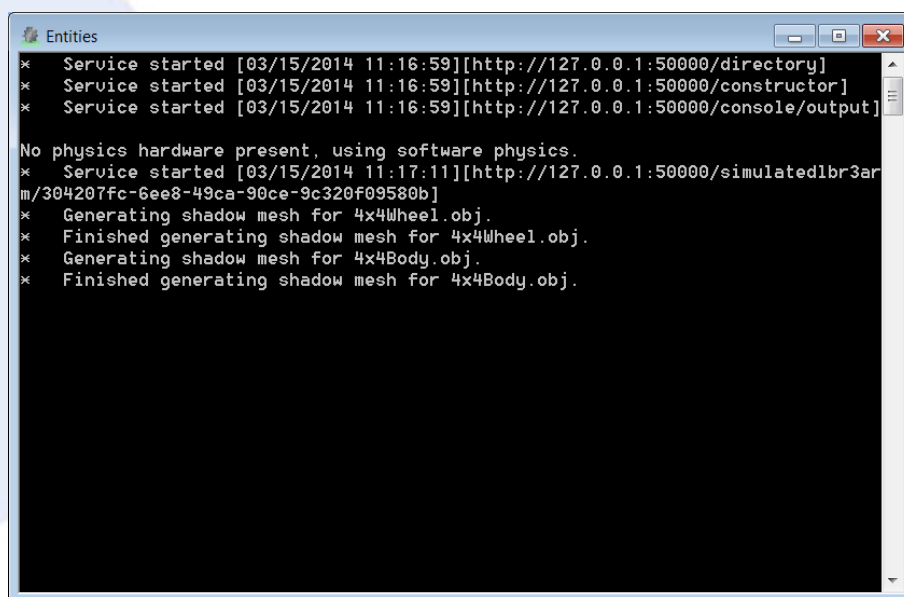 Entities
*   Service started [03/15/2014 11:16:59][http://127.0.0.1:50000/directory]
*   Service started [03/15/2014 11:16:59][http://127.0.0.1:50000/constructor]
*   Service started [03/15/2014 11:16:59][http://127.0.0.1:50000/console/output]
No physics hardware present, using software physics.
*   Service started [03/15/2014 11:17:11][http://127.0.0.1:50000/simulatedlbr3ar
m/304207fc-6ee8-49ca-90ce-9c320f09580b]
*   Generating shadow mesh for 4x4Wheel.obj.
*   Finished generating shadow mesh for 4x4Wheel.obj.
*   Generating shadow mesh for 4x4Body.obj.
*   Finished generating shadow mesh for 4x4Body.obj.